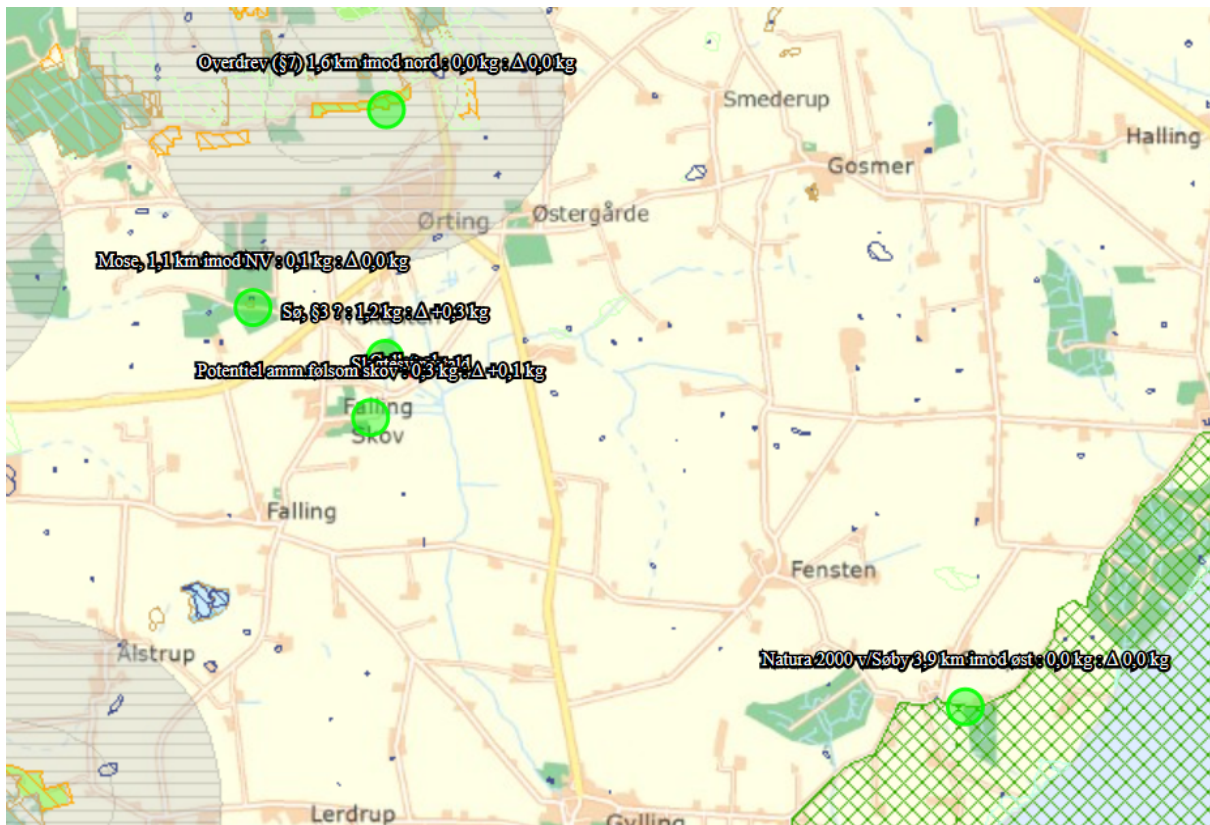 Overdrev (§7) 1,6 km imod nord : 0,0 kg : Δ 0,0 kg
Smederup
Halling
Gosmer
Østergårde
Ørting
Mose, 1,1 km imod NV : 0,1 kg : Δ 0,0 kg
Sø, §3 ? : 1,2 kg : Δ +0,3 kg
Potentiel amm.følsom skov : 0,3 kg : Δ +0,1 kg
Falling
Skov
Falling
Fensten
Ålstrup
Natura 2000 v/Søby 3,9 km imod øst : 0,0 kg : Δ 0,0 kg
Lerdrup
Gylling